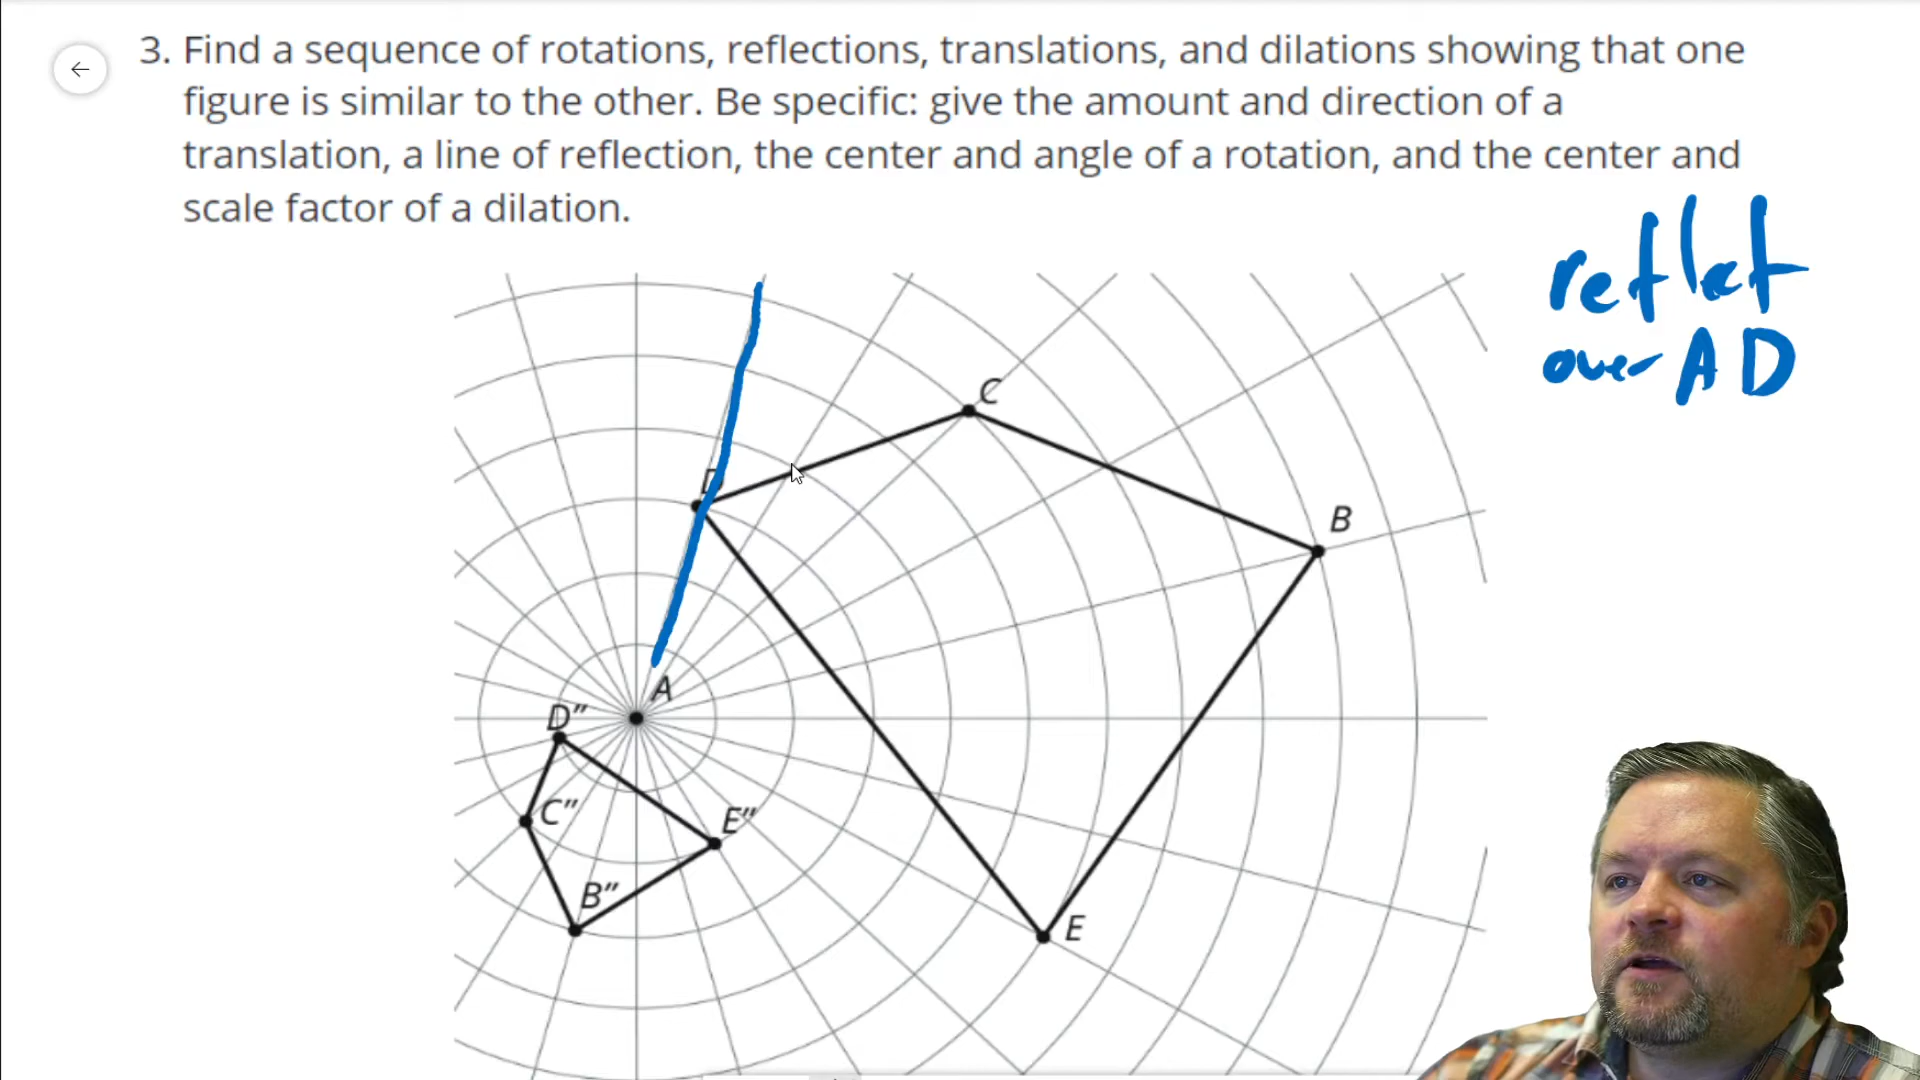 3. Find a sequence of rotations, reflections, translations, and dilations showing that one
figure is similar to the other. Be specific: give the amount and direction of a
translation, a line of reflection, the center and angle of a rotation, and the center and
scale factor of a dilation.
reflect
over AD
C
D
B
A
D″
C″
E″
B″
E